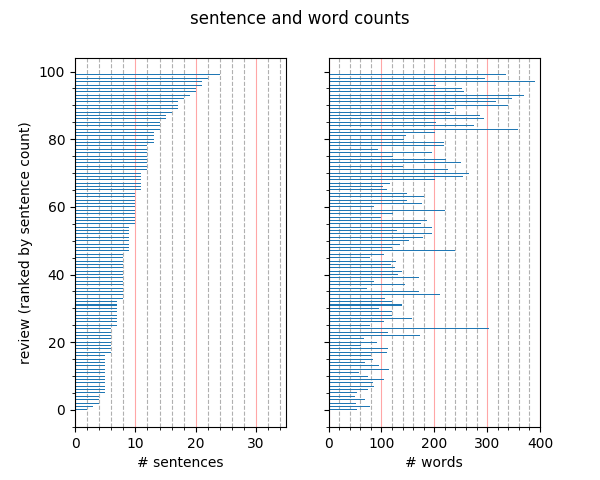 sentence and word counts
review (ranked by sentence count)
100
80
60
40
20
0
0 10 20 30
# sentences
0 100 200 300 400
# words